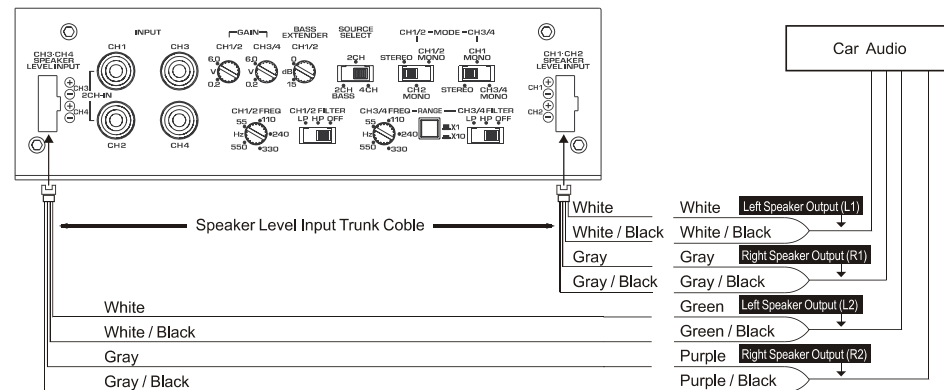 INPUT
GAIN
BASS
EXTENDER
SOURCE
SELECT
CH1/2 - MODE - CH3/4
CH3·CH4
SPEAKER
LEVEL INPUT
CH1
CH3
CH1/2
CH3/4
CH1/2
2CH
STEREO
CH1/2
MONO
CH1
MONO
CH1·CH2
SPEAKER
LEVEL INPUT
6.0
V
0.2
6.0
V
0.2
0
dB
15
2CH
BASS
4CH
CH2
MONO
STEREO
CH3/4
MONO
CH3
2CH-IN
CH4
CH1
CH2
CH2
CH4
CH1/2 FREQ
55
110
Hz
240
550
330
CH1/2 FILTER
LP HP OFF
CH3/4 FREQ
55
110
Hz
240
550
330
RANGE
X1
X10
CH3/4 FILTER
LP HP OFF
Car Audio
Speaker Level Input Trunk Coble
White
White
Left Speaker Output (L1)
White / Black
White / Black
Gray
Gray
Right Speaker Output (R1)
Gray / Black
Gray / Black
White
Green
Left Speaker Output (L2)
White / Black
Green / Black
Gray
Purple
Right Speaker Output (R2)
Gray / Black
Purple / Black